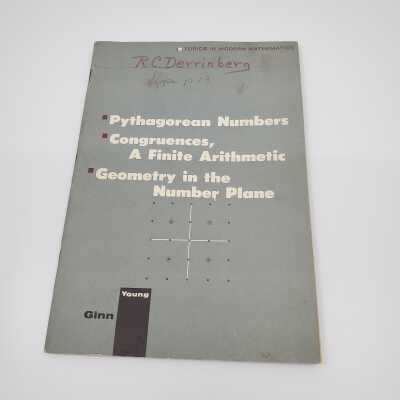 TOPICS IN MODERN MATHEMATICS
R.C. Derrinberg
Pythagorean Numbers
Congruences,
A Finite Arithmetic
Geometry in the
Number Plane
Young
Ginn